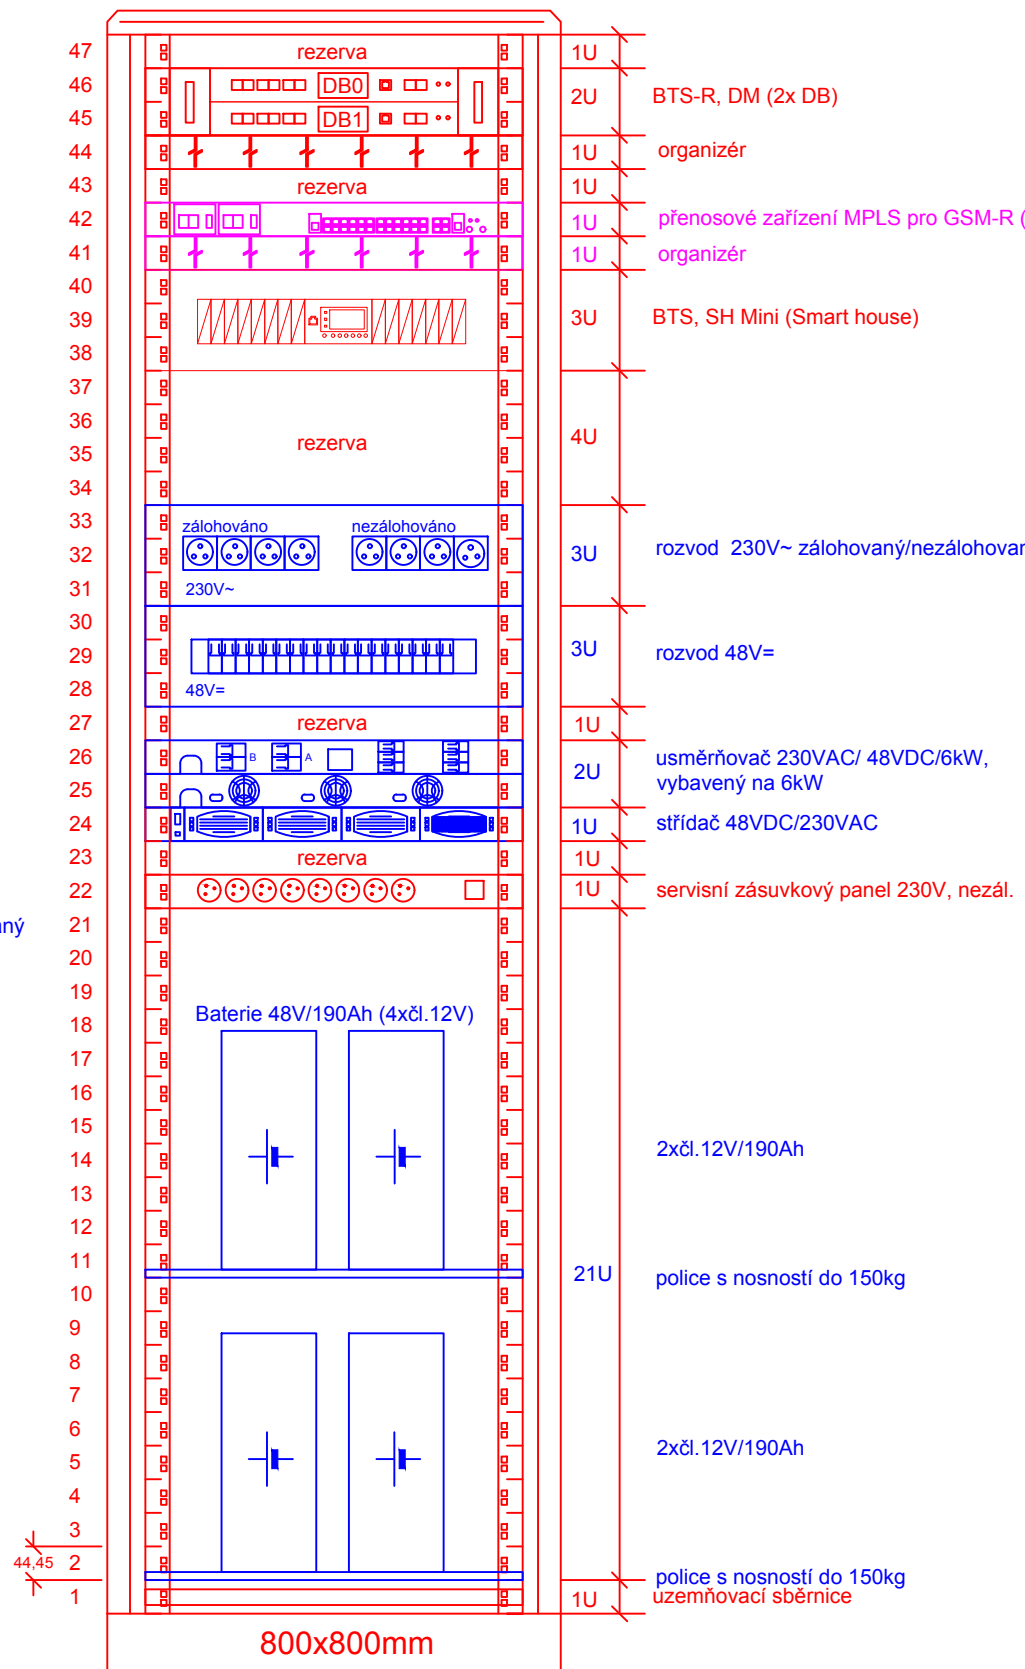 47 rezerva 1U
46 DB0 2U BTS-R, DM (2x DB)
45 DB1
44 1U organizér
43 rezerva 1U
42 1U přenosové zařízení MPLS pro GSM-R (
41 1U organizér
40
39 3U BTS, SH Mini (Smart house)
38
37
36 rezerva 4U
35
34
33 zálohováno nezálohováno
32 3U rozvod 230V~ zálohovaný/nezálohovan
31 230V~
30
29 3U rozvod 48V=
28 48V=
27 rezerva 1U
26 B A 2U usměrňovač 230VAC/ 48VDC/6kW,
25 vybavený na 6kW
24 1U střídač 48VDC/230VAC
23 rezerva 1U
22 1U servisní zásuvkový panel 230V, nezál.
21
aný
20
19
18 Baterie 48V/190Ah (4xčl.12V)
17
16
15
14 2xčl.12V/190Ah
13
12
11 21U police s nosností do 150kg
10
9
8
7
6
5 2xčl.12V/190Ah
4
3
44,45 2
police s nosností do 150kg
1 1U uzemňovací sběrnice
800x800mm